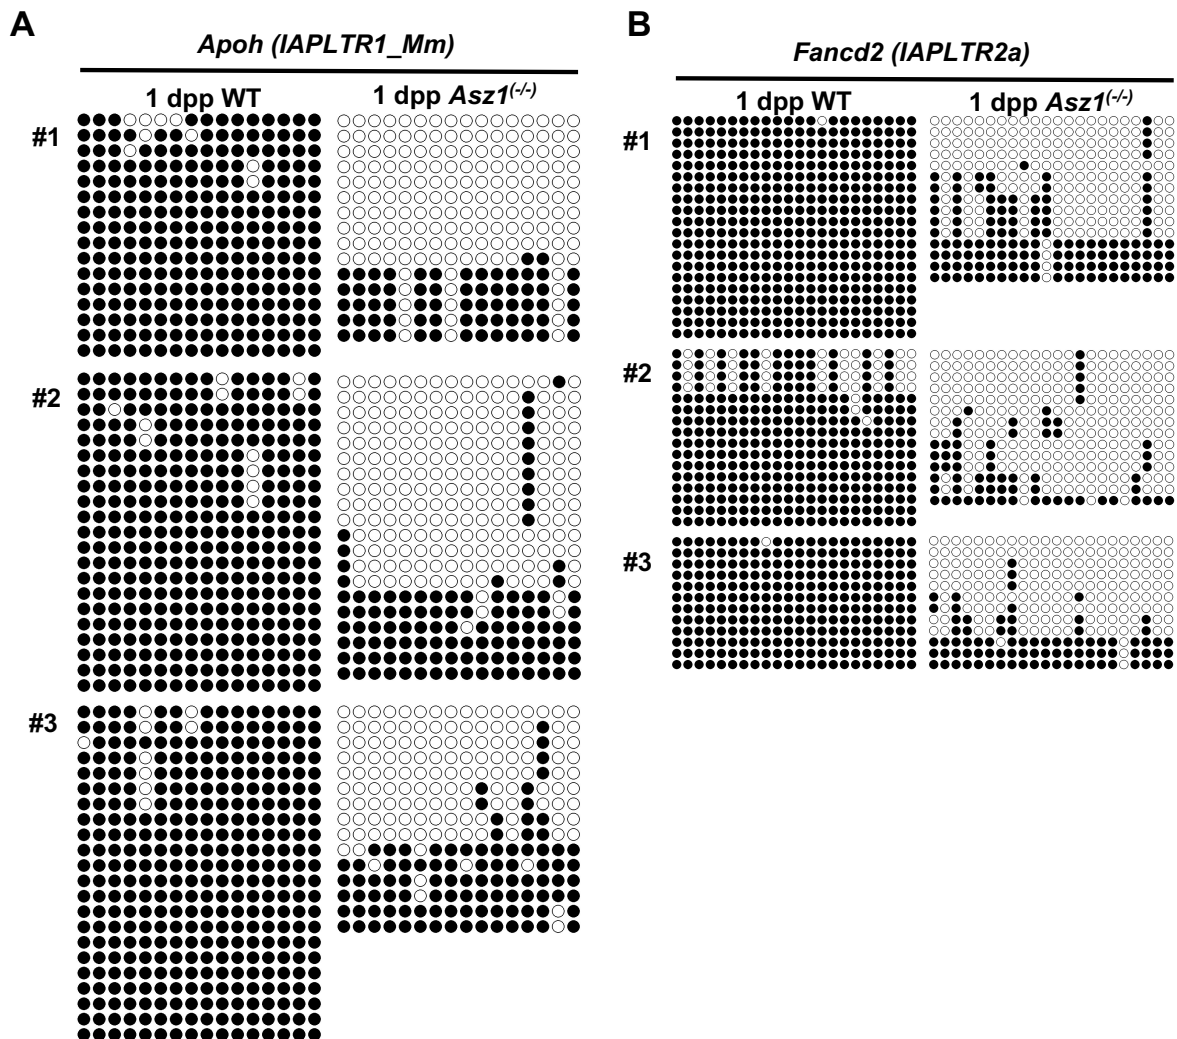 A
Apoh (IAPLTR1_Mm)
1 dpp WT
1 dpp Asz1(-/-)
#1
#2
#3
B
Fancd2 (IAPLTR2a)
1 dpp WT
1 dpp Asz1(-/-)
#1
#2
#3